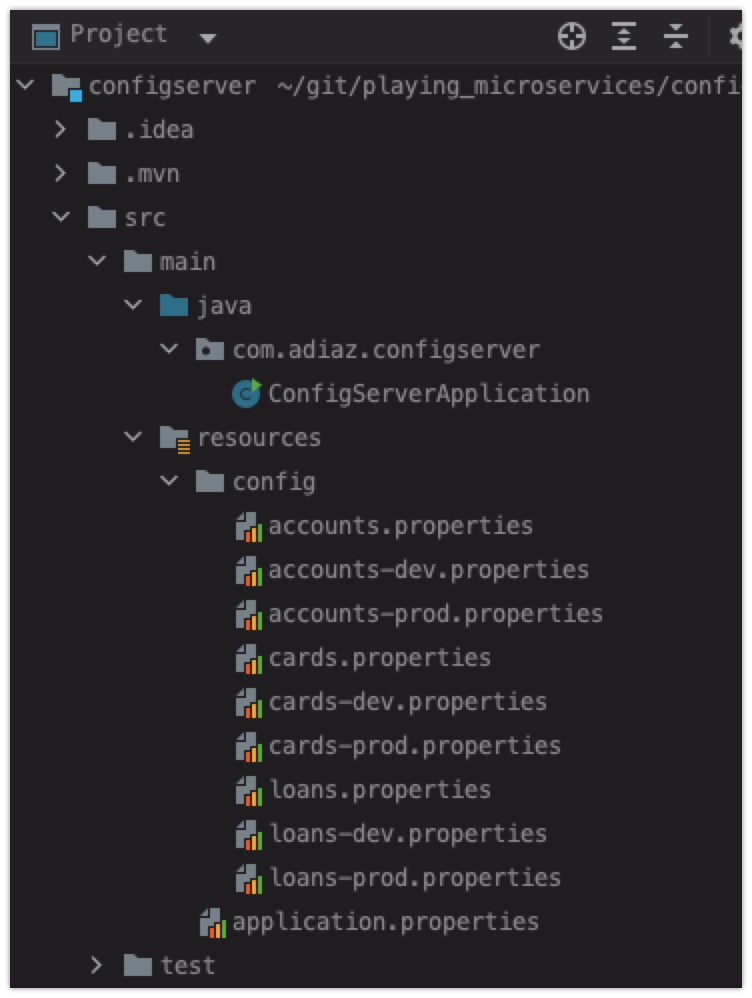 Project
configserver ~/git/playing_microservices/confi
.idea
.mvn
src
main
java
com.adiaz.configserver
ConfigServerApplication
resources
config
accounts.properties
accounts-dev.properties
accounts-prod.properties
cards.properties
cards-dev.properties
cards-prod.properties
loans.properties
loans-dev.properties
loans-prod.properties
application.properties
test